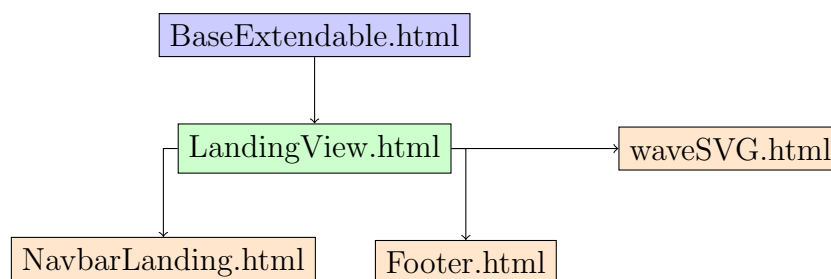 BaseExtendable.html
LandingView.html
waveSVG.html
NavbarLanding.html
Footer.html